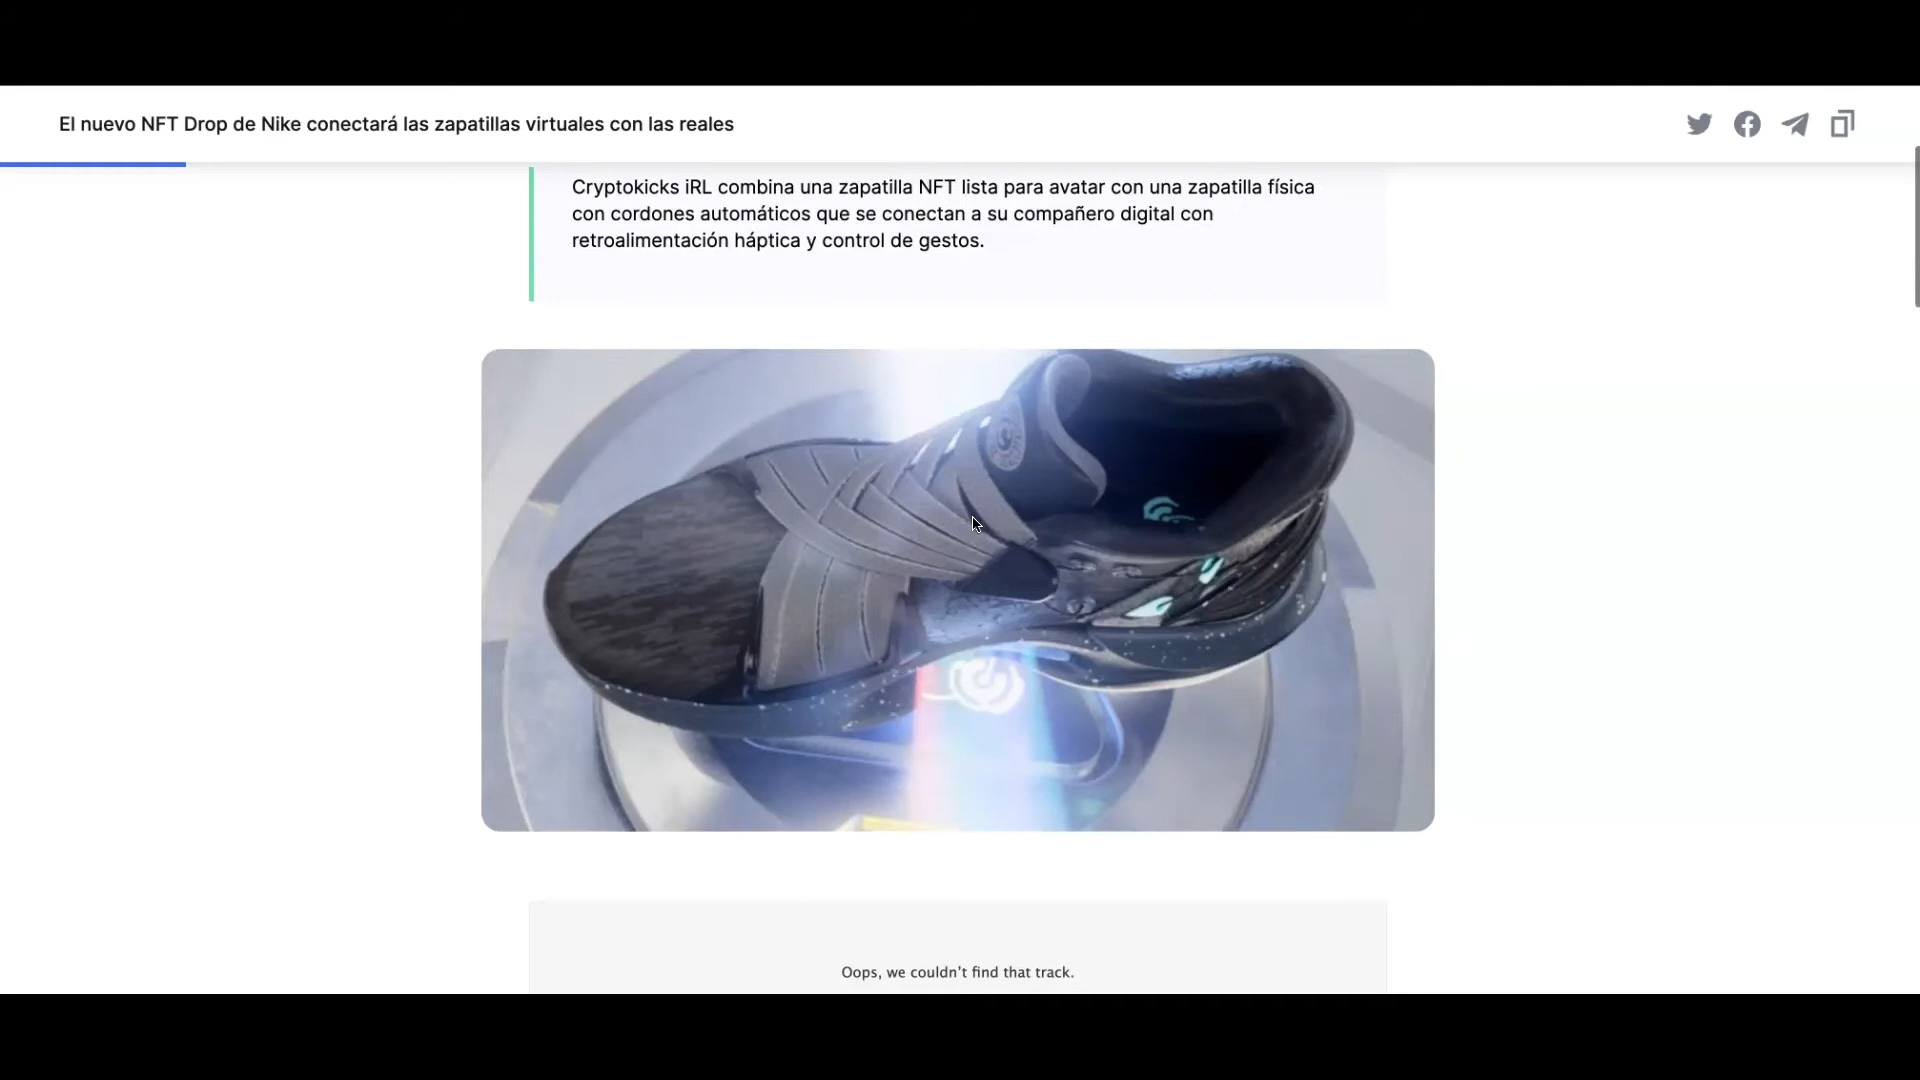 El nuevo NFT Drop de Nike conectará las zapatillas virtuales con las reales
Cryptokicks iRL combina una zapatilla NFT lista para avatar con una zapatilla física
con cordones automáticos que se conectan a su compañero digital con
retroalimentación háptica y control de gestos.
Oops, we couldn't find that track.